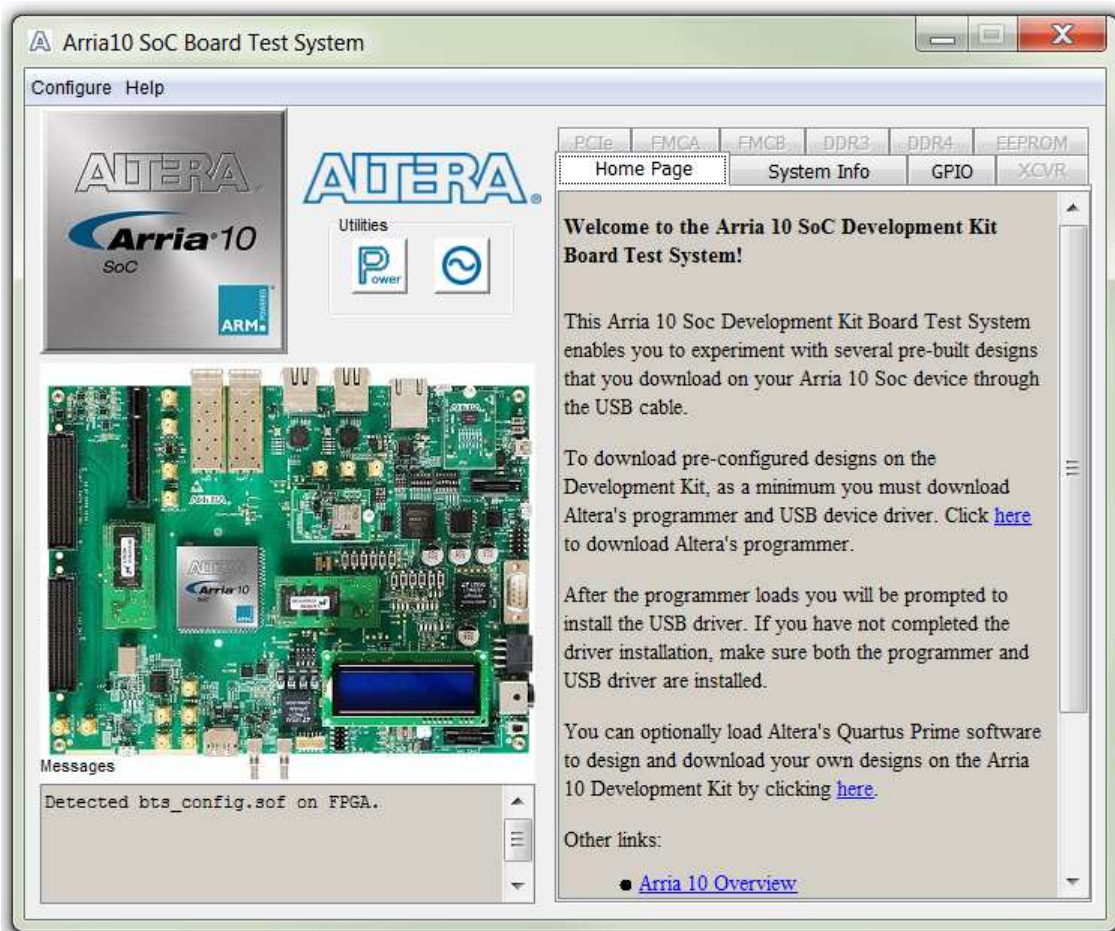 Arria10 SoC Board Test System
Configure Help
ALTERA®
Arria® 10
SoC
ARM®
POWERED
ALTERA®
Utilities
Power
PCIe FMCA FMCB DDR3 DDR4 EEPROM
Home Page System Info GPIO XCVR
Welcome to the Arria 10 SoC Development Kit
Board Test System!
This Arria 10 Soc Development Kit Board Test System
enables you to experiment with several pre-built designs
that you download on your Arria 10 Soc device through
the USB cable.
To download pre-configured designs on the
Development Kit, as a minimum you must download
Altera's programmer and USB device driver. Click here
to download Altera's programmer.
After the programmer loads you will be prompted to
install the USB driver. If you have not completed the
driver installation, make sure both the programmer and
USB driver are installed.
You can optionally load Altera's Quartus Prime software
to design and download your own designs on the Arria
10 Development Kit by clicking here.
Other links:
● Arria 10 Overview
ALTERA
Arria 10
SoC
Messages
Detected bts_config.sof on FPGA.